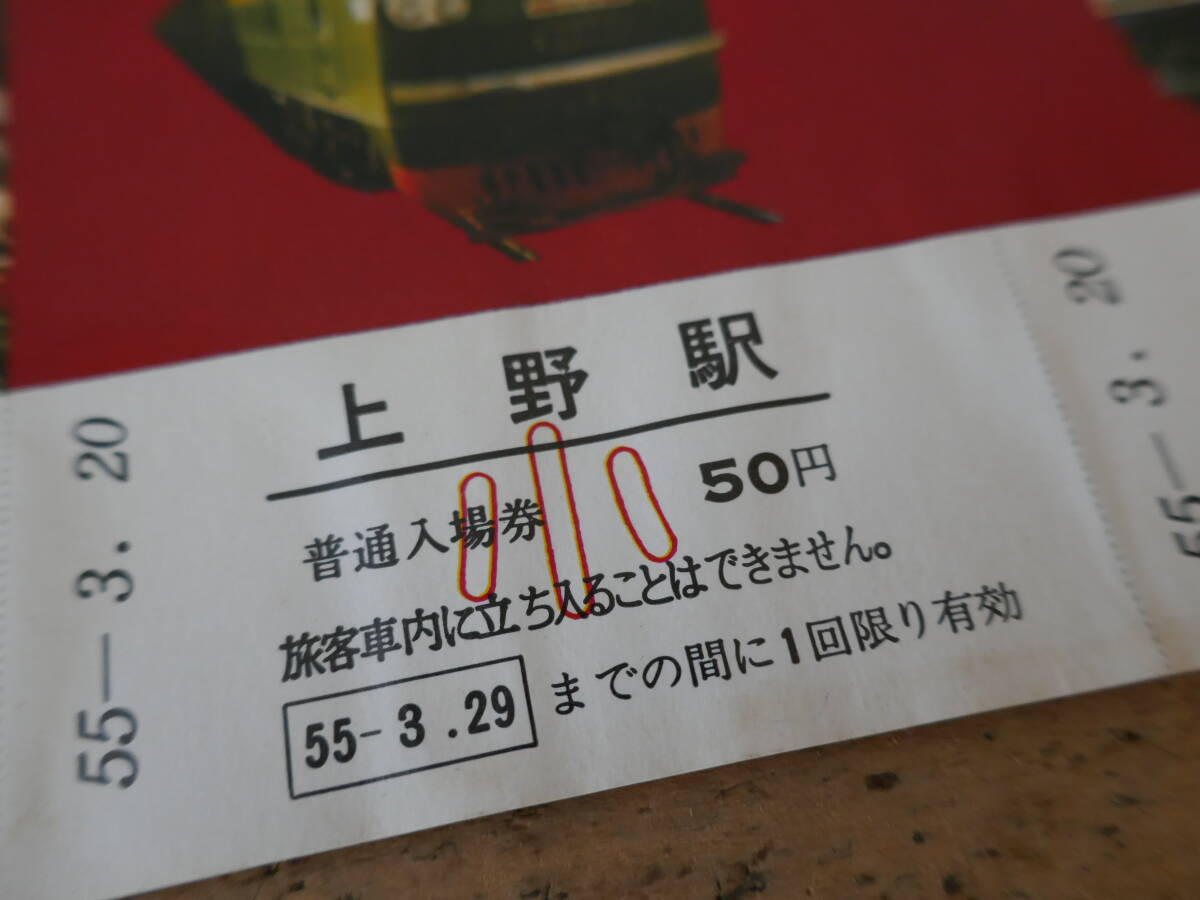 55-3.20
上野駅
小
普通入場券 50円
旅客車内に立ち入ることはできません。
55-3.29 までの間に1回限り有効
55-3.20